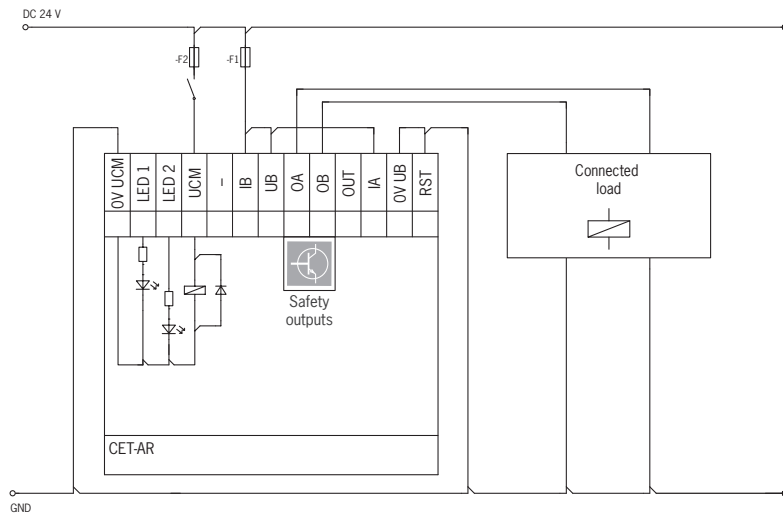 DC 24 V
-F2
-F1
0V UCM
LED 1
LED 2
UCM
–
IB
UB
OA
OB
OUT
IA
0V UB
RST
Connected
load
Safety
outputs
CET-AR
GND